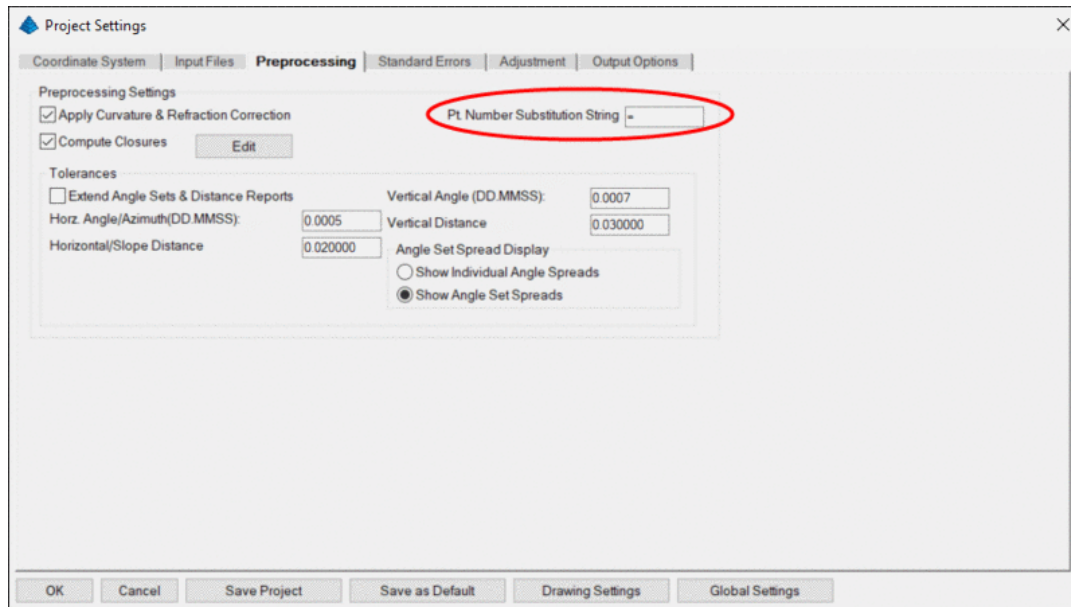 Project Settings
Coordinate System | Input Files | Preprocessing | Standard Errors | Adjustment | Output Options
Preprocessing Settings
Apply Curvature & Refraction Correction
Pt. Number Substitution String =
Compute Closures Edit
Tolerances
Extend Angle Sets & Distance Reports
Horz. Angle/Azimuth(DD.MMSS): 0.0005
Horizontal/Slope Distance 0.020000
Vertical Angle (DD.MMSS): 0.0007
Vertical Distance 0.030000
Angle Set Spread Display
Show Individual Angle Spreads
Show Angle Set Spreads
OK Cancel Save Project Save as Default Drawing Settings Global Settings